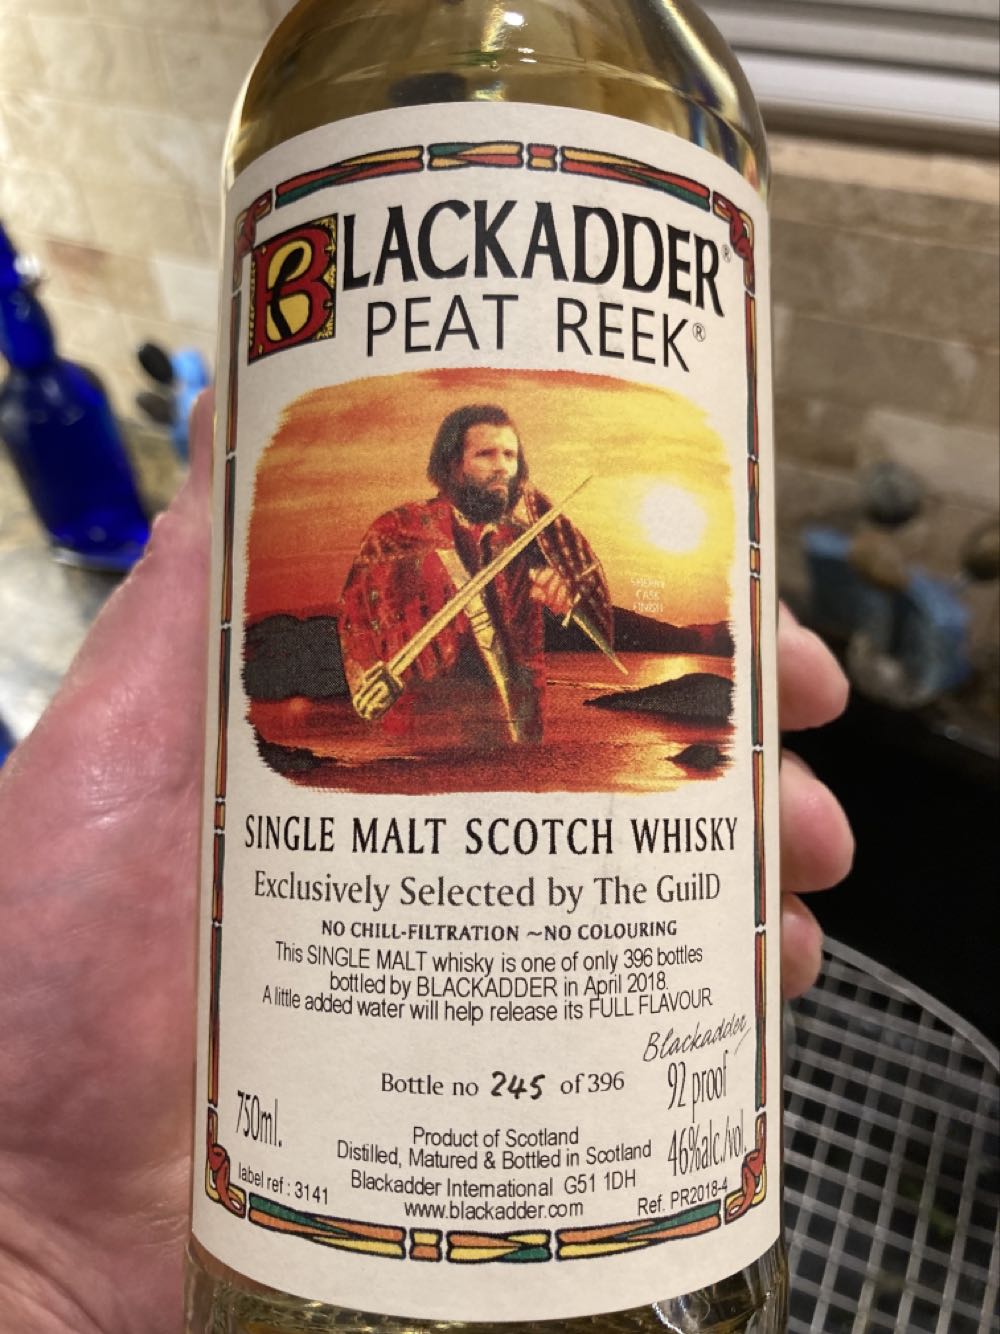 BLACKADDER®
PEAT REEK®
SHERRY
CASK
FINISH
SINGLE MALT SCOTCH WHISKY
Exclusively Selected by The GuilD
NO CHILL-FILTRATION ~NO COLOURING
This SINGLE MALT whisky is one of only 396 bottles
bottled by BLACKADDER in April 2018.
A little added water will help release its FULL FLAVOUR
Blackadder
Bottle no 245 of 396
92 proof
750ml.
46%alc./vol.
Product of Scotland
Distilled, Matured & Bottled in Scotland
Blackadder International G51 1DH
www.blackadder.com
label ref : 3141
Ref. PR2018-4